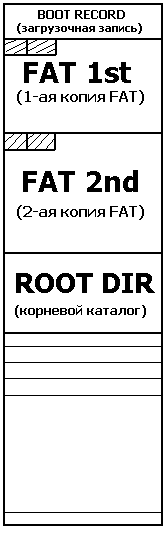 BOOT RECORD
(загрузочная запись)
FAT 1st
(1-ая копия FAT)
FAT 2nd
(2-ая копия FAT)
ROOT DIR
(корневой каталог)